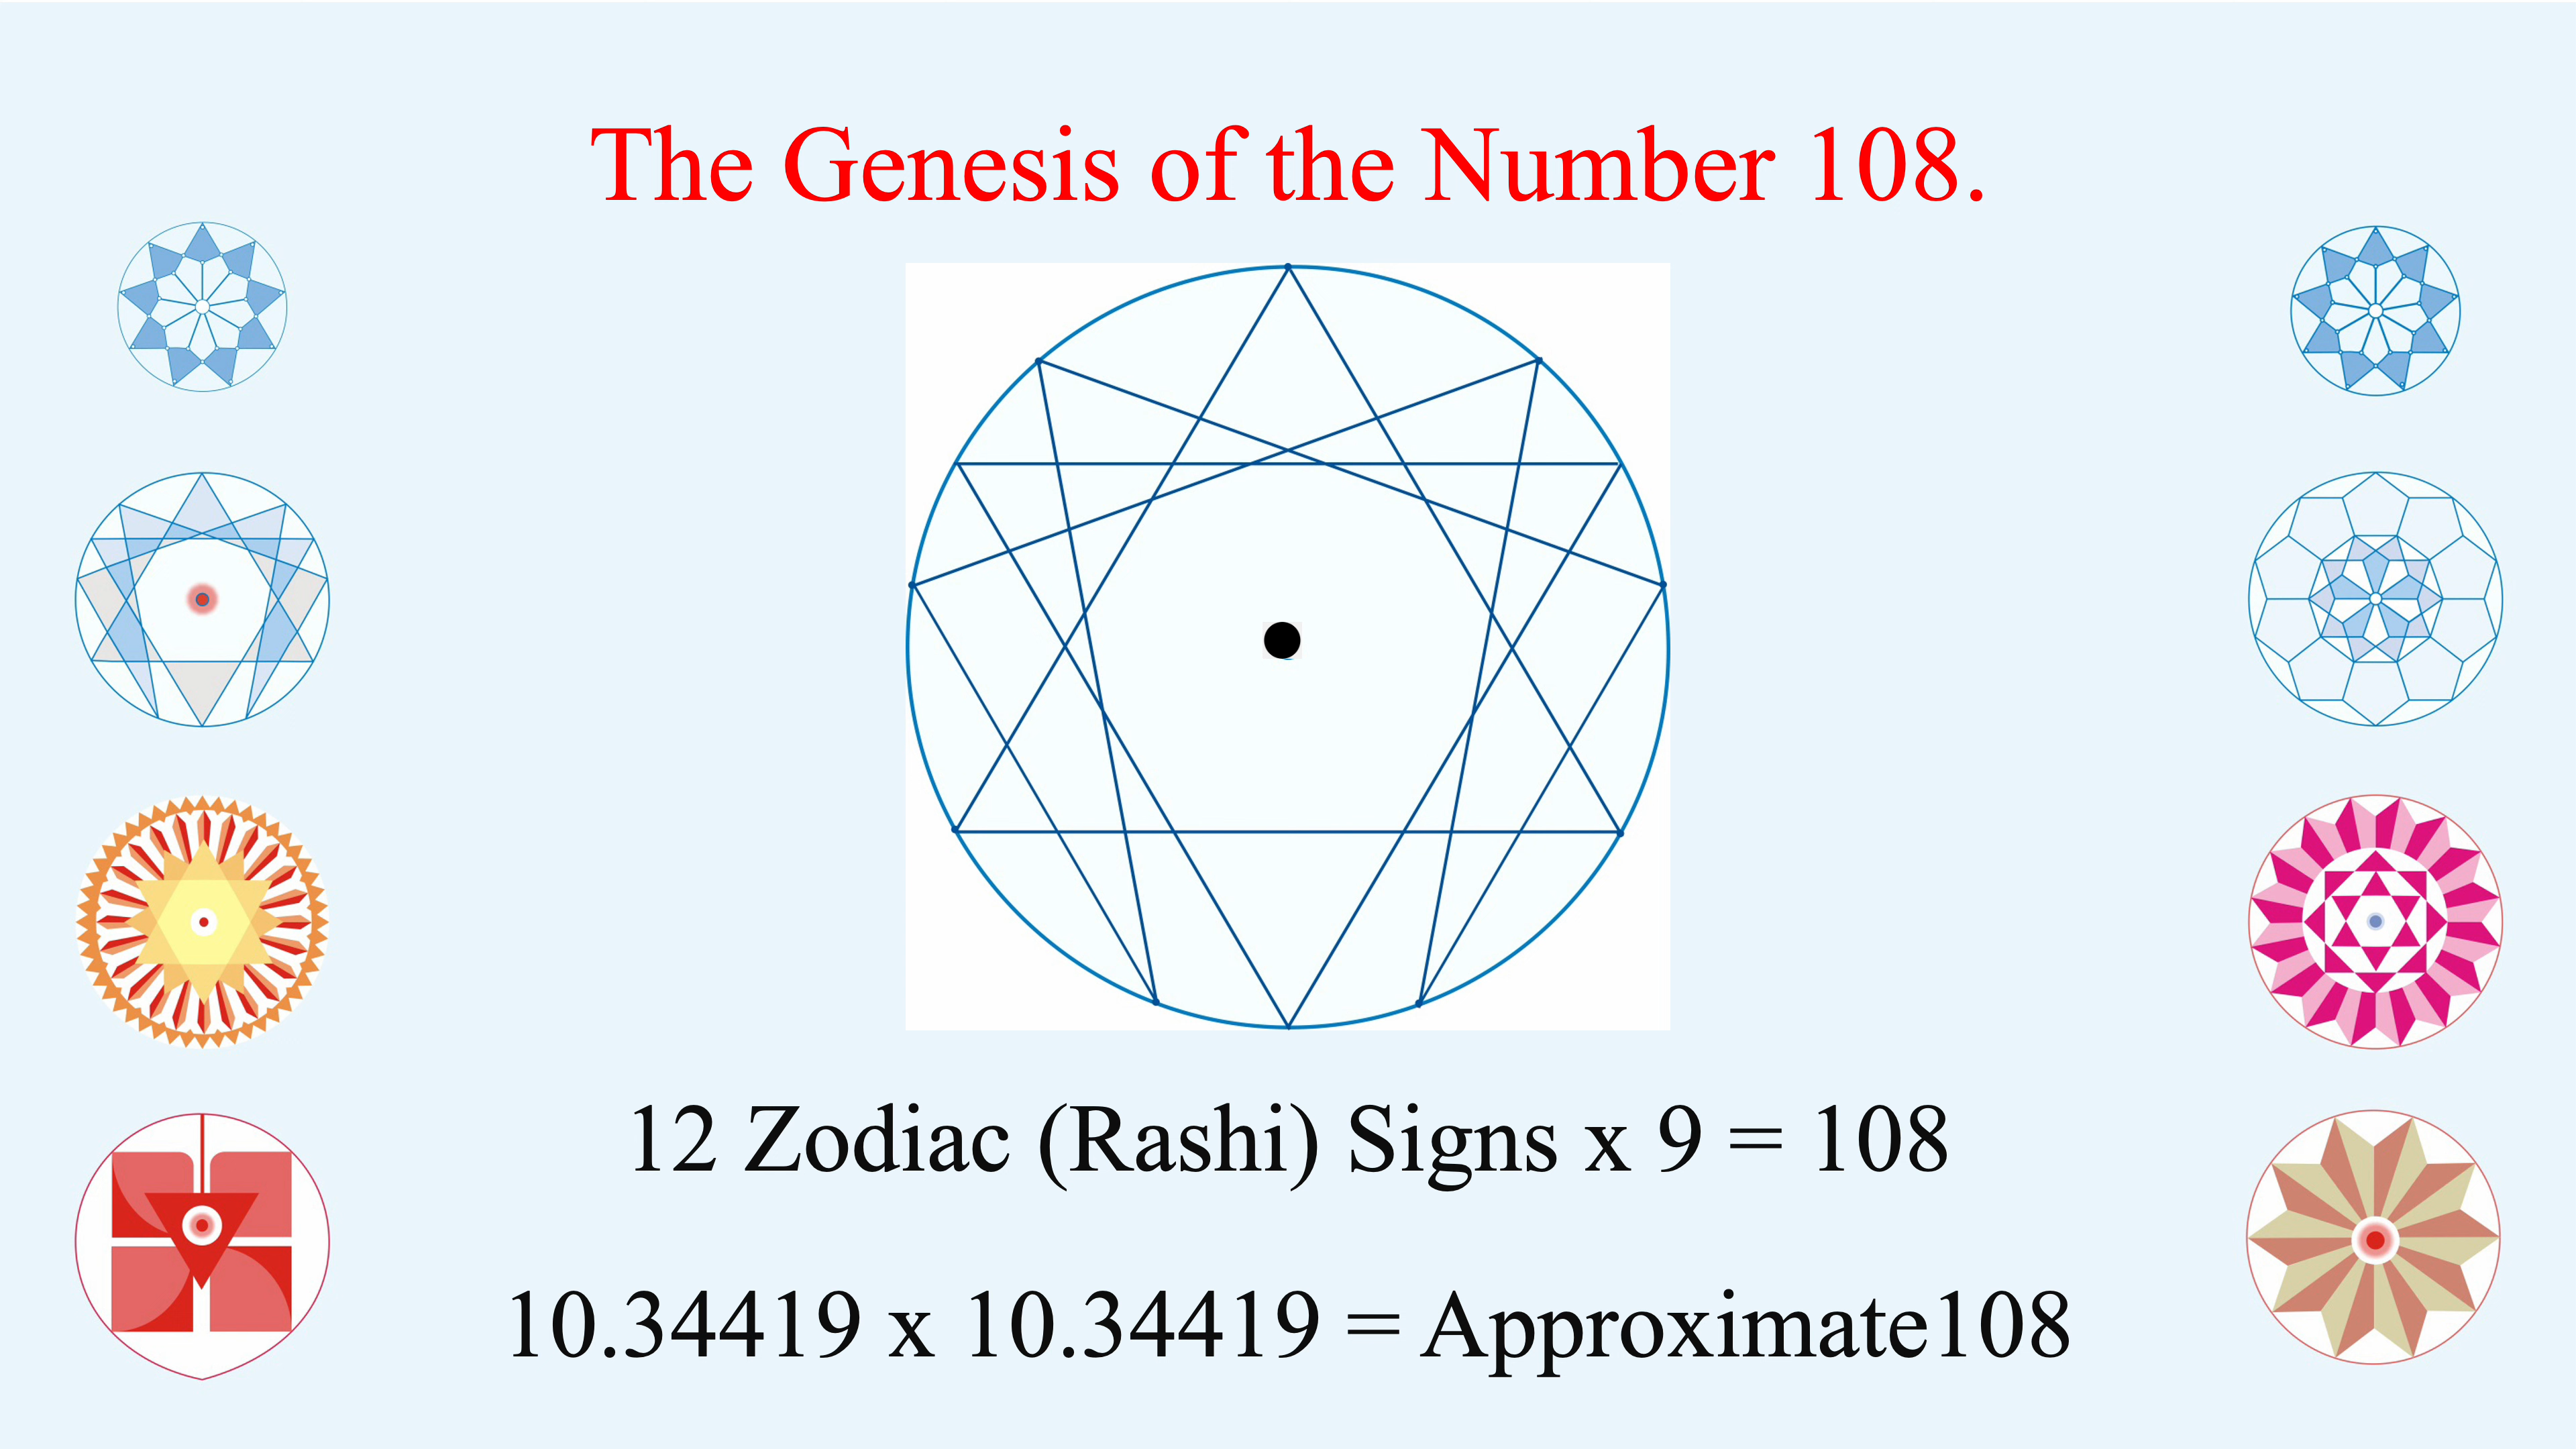 The Genesis of the Number 108.
12 Zodiac (Rashi) Signs x 9 = 108
10.34419 x 10.34419 = Approximate108